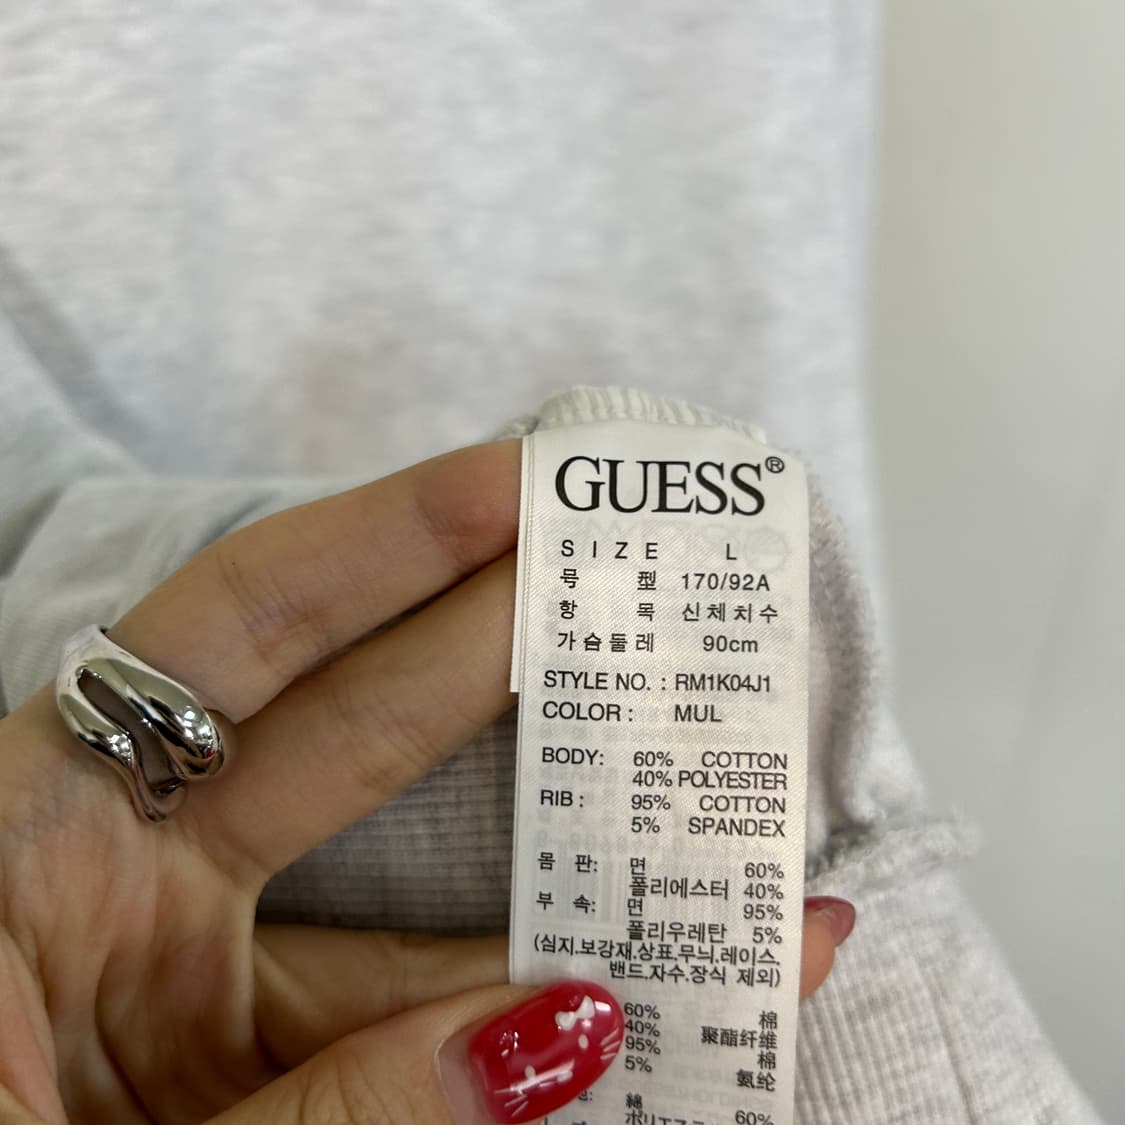 GUESS®
SIZE L
号型 170/92A
항목 신체치수
가슴둘레 90cm
STYLE NO. : RM1K04J1
COLOR : MUL
BODY: 60% COTTON
40% POLYESTER
RIB : 95% COTTON
5% SPANDEX
몸 판: 면 60%
폴리에스터 40%
부 속: 면 95%
폴리우레탄 5%
(심지.보강재.상표.무늬.레이스.
밴드.자수.장식 제외)
60% 棉
40% 聚酯纤维
95% 棉
5% 氨纶
綿 60%